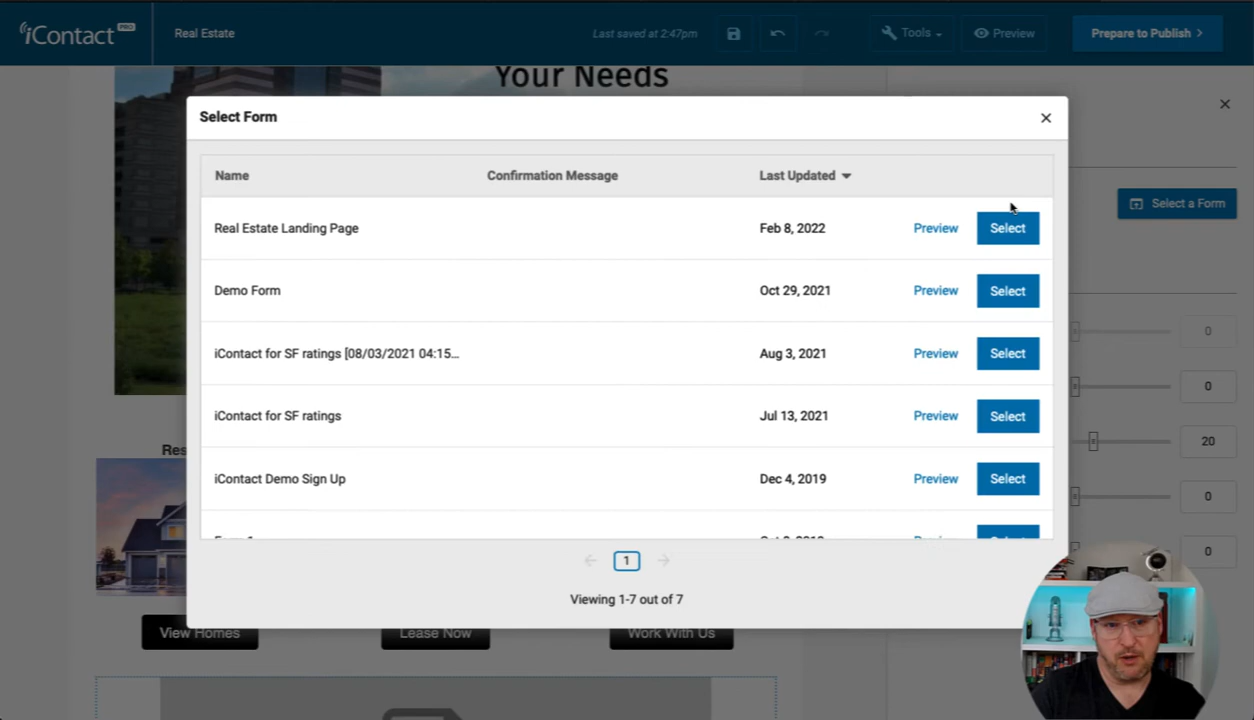 iContact PRO
Real Estate
Last saved at 2:47pm
Tools
Preview
Prepare to Publish
Your Needs
Select Form
Name
Confirmation Message
Last Updated
Select a Form
Real Estate Landing Page
Feb 8, 2022
Preview
Select
Demo Form
Oct 29, 2021
Preview
Select
iContact for SF ratings [08/03/2021 04:15...
Aug 3, 2021
Preview
Select
iContact for SF ratings
Jul 13, 2021
Preview
Select
iContact Demo Sign Up
Dec 4, 2019
Preview
Select
0
0
20
0
0
Res
1
Viewing 1-7 out of 7
View Homes
Lease Now
Work With Us